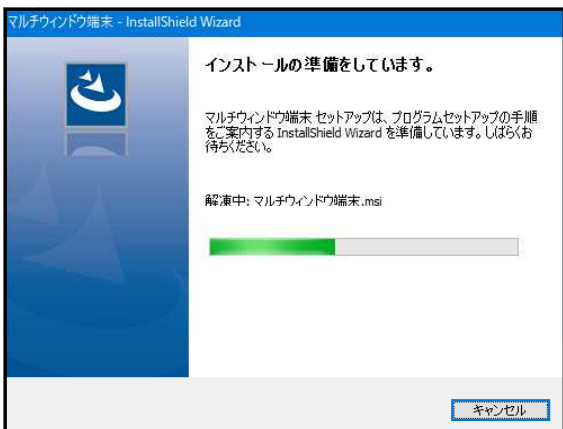 マルチウィンドウ端末 - InstallShield Wizard
インストールの準備をしています。
マルチウィンドウ端末 セットアップは、プログラムセットアップの手順
をご案内する InstallShield Wizard を準備しています。しばらくお
待ちください。
解凍中: マルチウィンドウ端末.msi
キャンセル